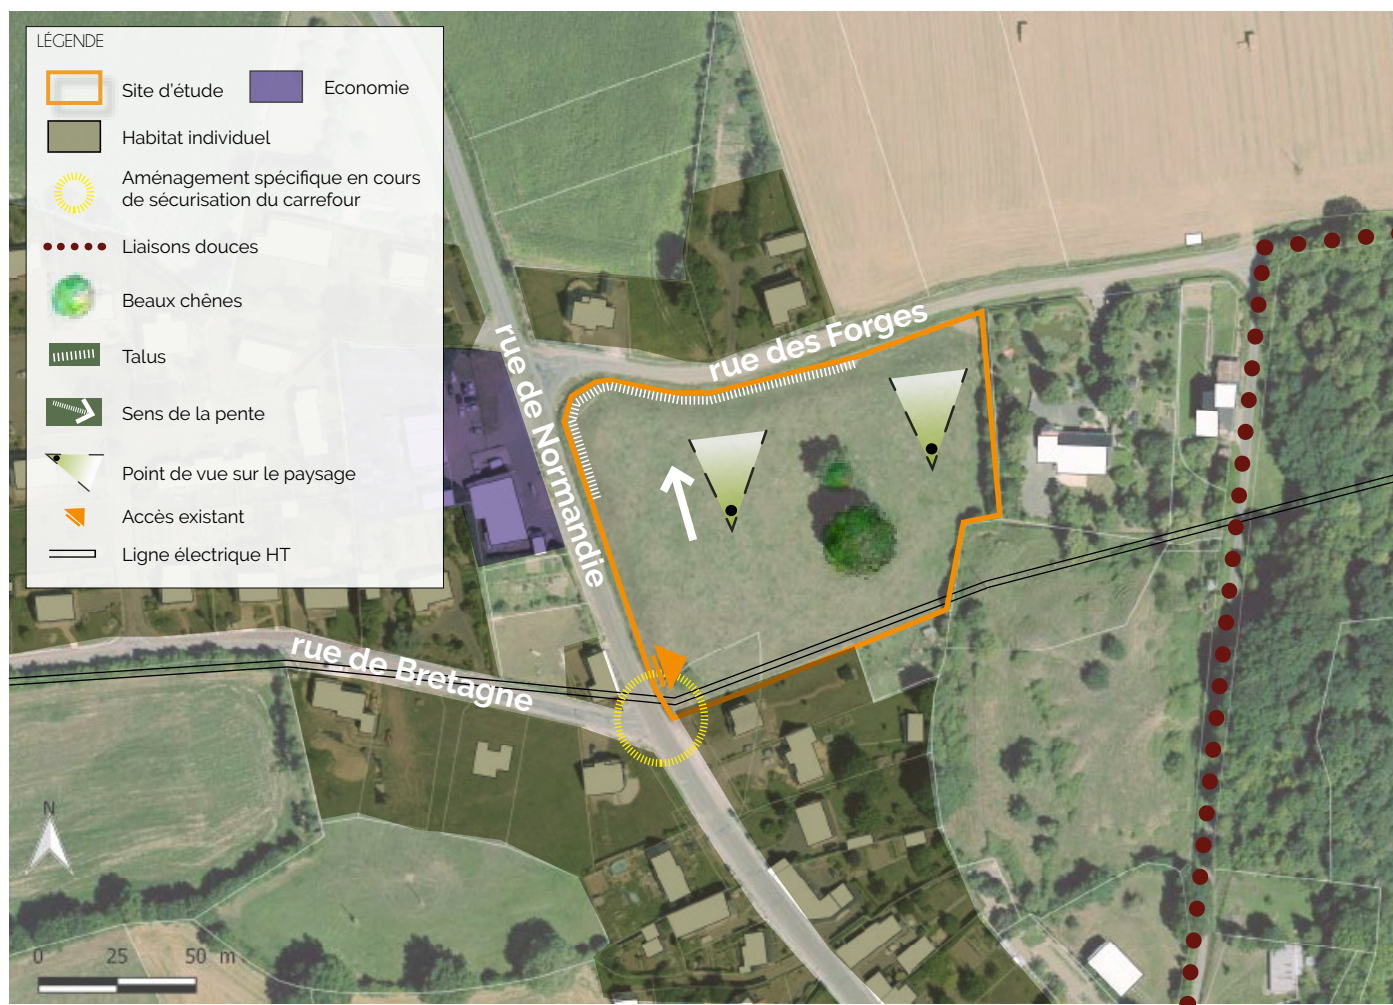 LÉGENDE
Site d'étude
Economie
Habitat individuel
Aménagement spécifique en cours
de sécurisation du carrefour
Liaisons douces
Beaux chênes
Talus
Sens de la pente
Point de vue sur le paysage
Accès existant
Ligne électrique HT
rue des Forges
rue de Normandie
rue de Bretagne
N
0 25 50 m